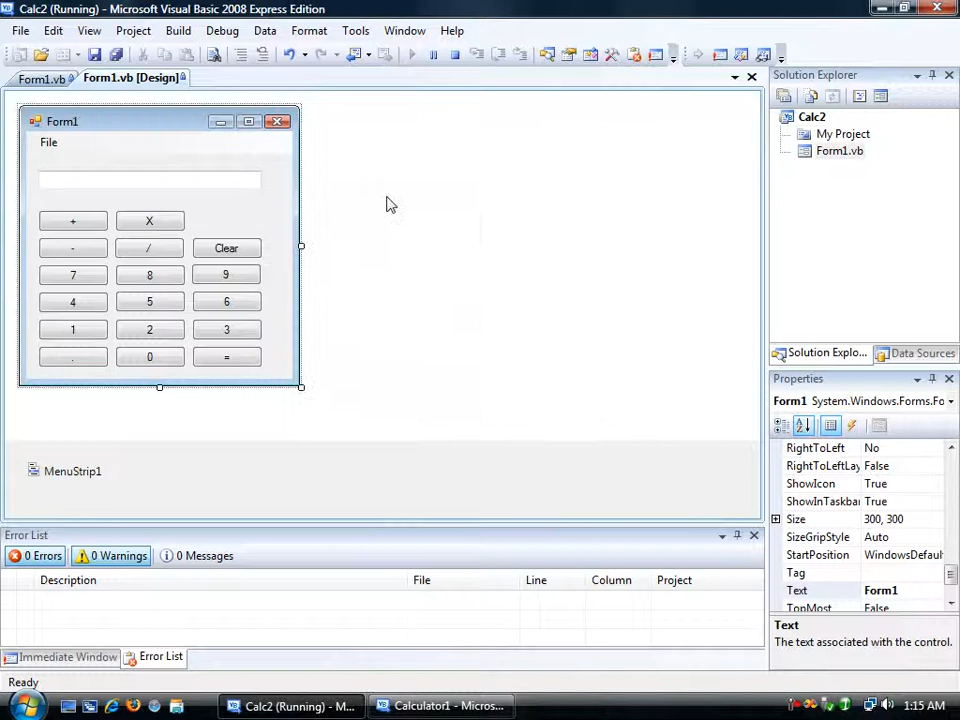 Calc2 (Running) - Microsoft Visual Basic 2008 Express Edition
File Edit View Project Build Debug Data Format Tools Window Help
Form1.vb Form1.vb [Design]
Solution Explorer
Form1
File
+ X
- / Clear
7 8 9
4 5 6
1 2 3
. 0 =
MenuStrip1
Calc2
My Project
Form1.vb
Solution Explo... Data Sources
Properties
Form1 System.Windows.Forms.Fo
RightToLeft No
RightToLeftLay False
ShowIcon True
ShowInTaskba True
Size 300, 300
SizeGripStyle Auto
StartPosition WindowsDefaul
Tag
Text Form1
TopMost False
Text
The text associated with the control.
Error List
0 Errors 0 Warnings 0 Messages
Description File Line Column Project
Immediate Window Error List
Ready
Calc2 (Running) - M... Calculator1 - Micros... 1:15 AM